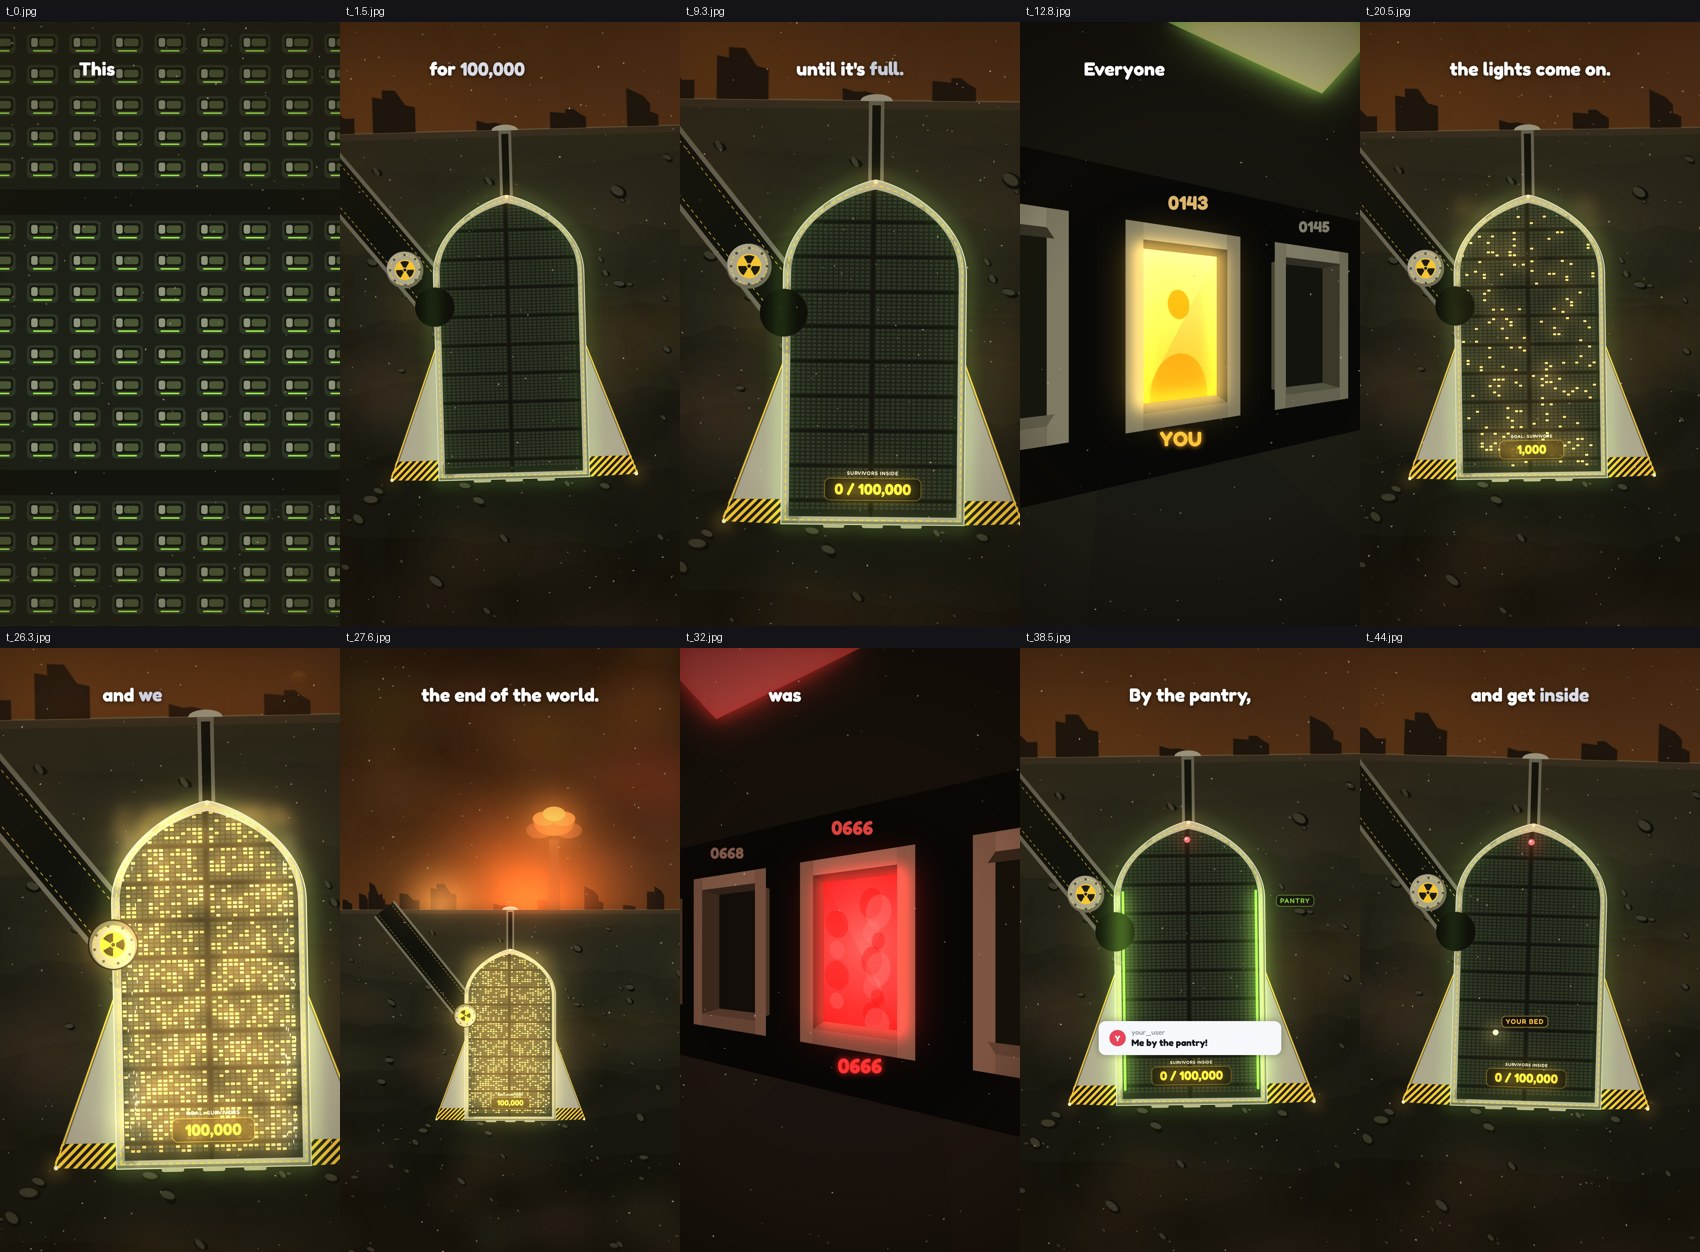 t_0.jpg
This
t_1.5.jpg
for 100,000
t_9.3.jpg
until it's full.
SURVIVORS INSIDE
0 / 100,000
t_12.8.jpg
Everyone
0143
0145
YOU
t_20.5.jpg
the lights come on.
GOAL: SURVIVORS
1,000
t_26.3.jpg
and we
100,000
t_27.6.jpg
the end of the world.
100,000
t_32.jpg
was
0666
0668
0666
t_38.5.jpg
By the pantry,
PANTRY
your_user
Y
Me by the pantry!
SURVIVORS INSIDE
0 / 100,000
t_44.jpg
and get inside
YOUR BED
SURVIVORS INSIDE
0 / 100,000